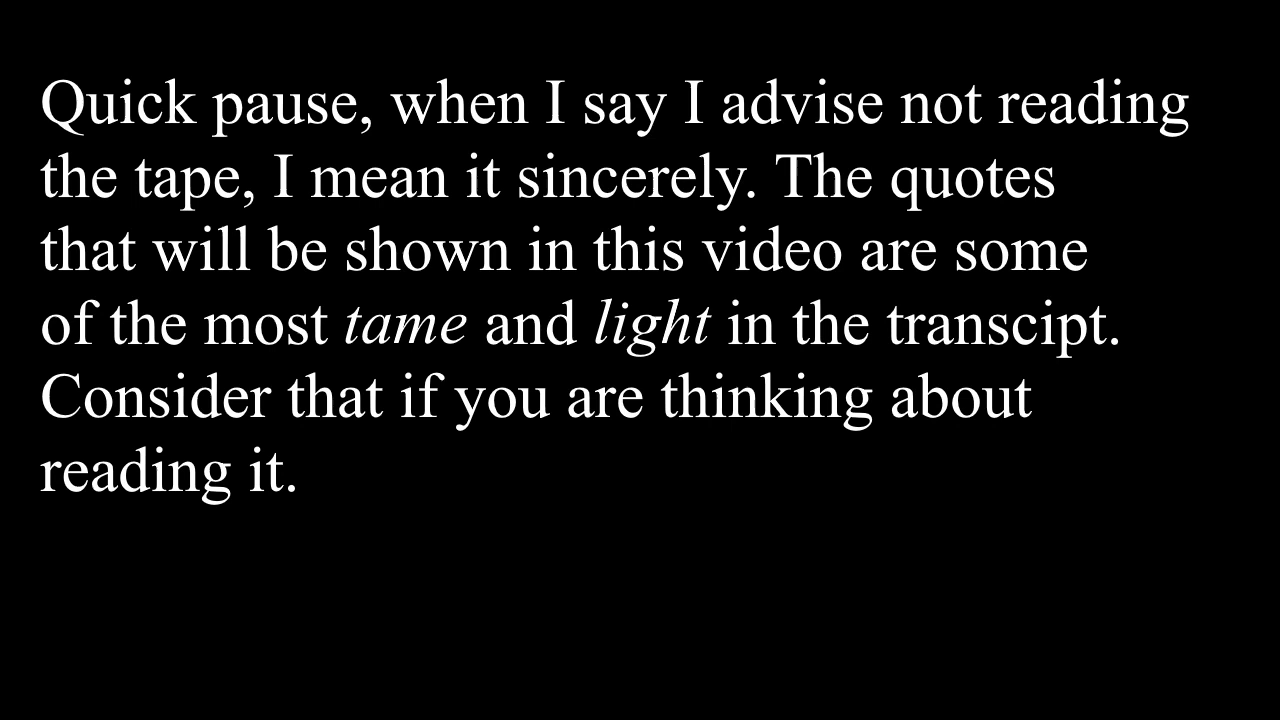 Quick pause, when I say I advise not reading
the tape, I mean it sincerely. The quotes
that will be shown in this video are some
of the most tame and light in the transcipt.
Consider that if you are thinking about
reading it.